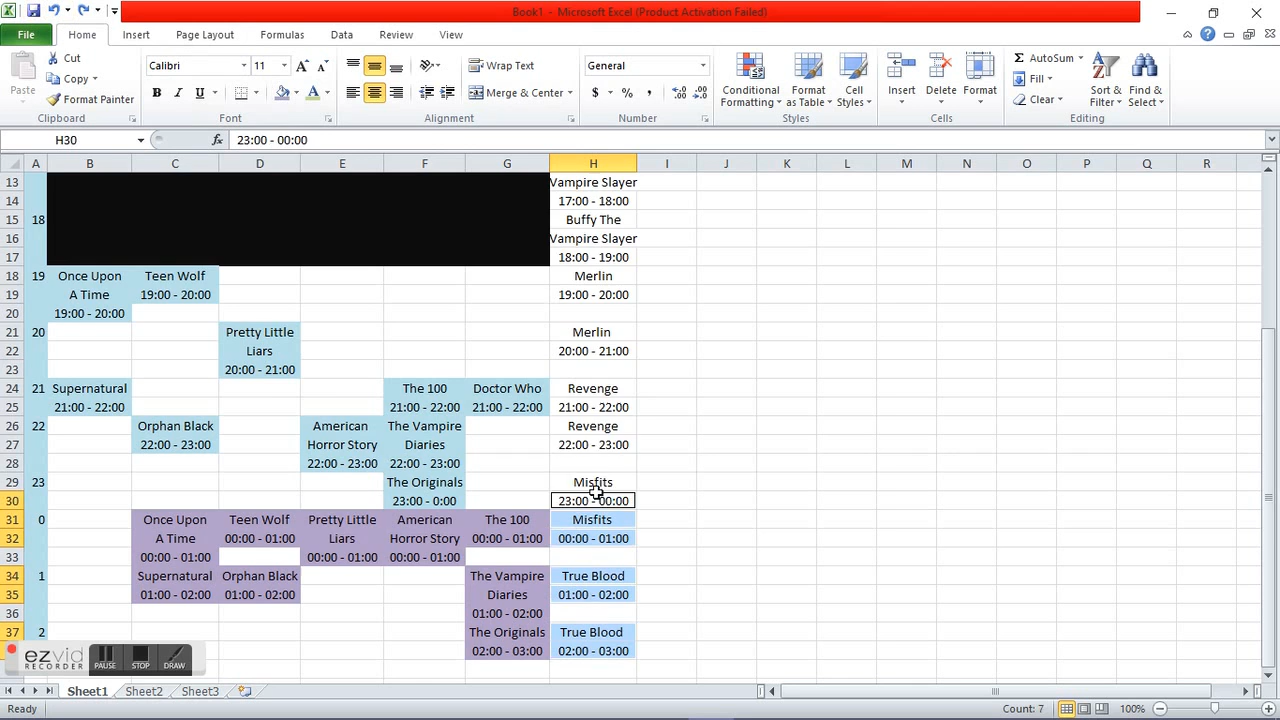 Book1 - Microsoft Excel (Product Activation Failed)
File Home Insert Page Layout Formulas Data Review View
Cut
Copy
Format Painter
Paste
Clipboard
Calibri 11
B I U
Font
Wrap Text
Merge & Center
Alignment
General
$ % ,
Number
Conditional Formatting
Format as Table
Cell Styles
Styles
Insert Delete Format
Cells
AutoSum
Fill
Clear
Sort & Filter
Find & Select
Editing
H30 fx 23:00 - 00:00
A B C D E F G H I J K L M N O P Q R
13 Vampire Slayer
14 17:00 - 18:00
15 18 Buffy The
16 Vampire Slayer
17 18:00 - 19:00
18 19 Once Upon Teen Wolf Merlin
19 A Time 19:00 - 20:00 19:00 - 20:00
20 19:00 - 20:00
21 20 Pretty Little Merlin
22 Liars 20:00 - 21:00
23 20:00 - 21:00
24 21 Supernatural The 100 Doctor Who Revenge
25 21:00 - 22:00 21:00 - 22:00 21:00 - 22:00 21:00 - 22:00
26 22 Orphan Black American The Vampire Revenge
27 22:00 - 23:00 Horror Story Diaries 22:00 - 23:00
28 22:00 - 23:00 22:00 - 23:00
29 23 The Originals Misfits
30 23:00 - 0:00 23:00 - 00:00
31 0 Once Upon Teen Wolf Pretty Little American The 100 Misfits
32 A Time 00:00 - 01:00 Liars Horror Story 00:00 - 01:00 00:00 - 01:00
33 00:00 - 01:00 00:00 - 01:00 00:00 - 01:00
34 1 Supernatural Orphan Black The Vampire True Blood
35 01:00 - 02:00 01:00 - 02:00 Diaries 01:00 - 02:00
36 01:00 - 02:00
37 2 The Originals True Blood
02:00 - 03:00 02:00 - 03:00
ezvid
RECORDER
PAUSE STOP DRAW
Sheet1 Sheet2 Sheet3
Ready Count: 7 100%